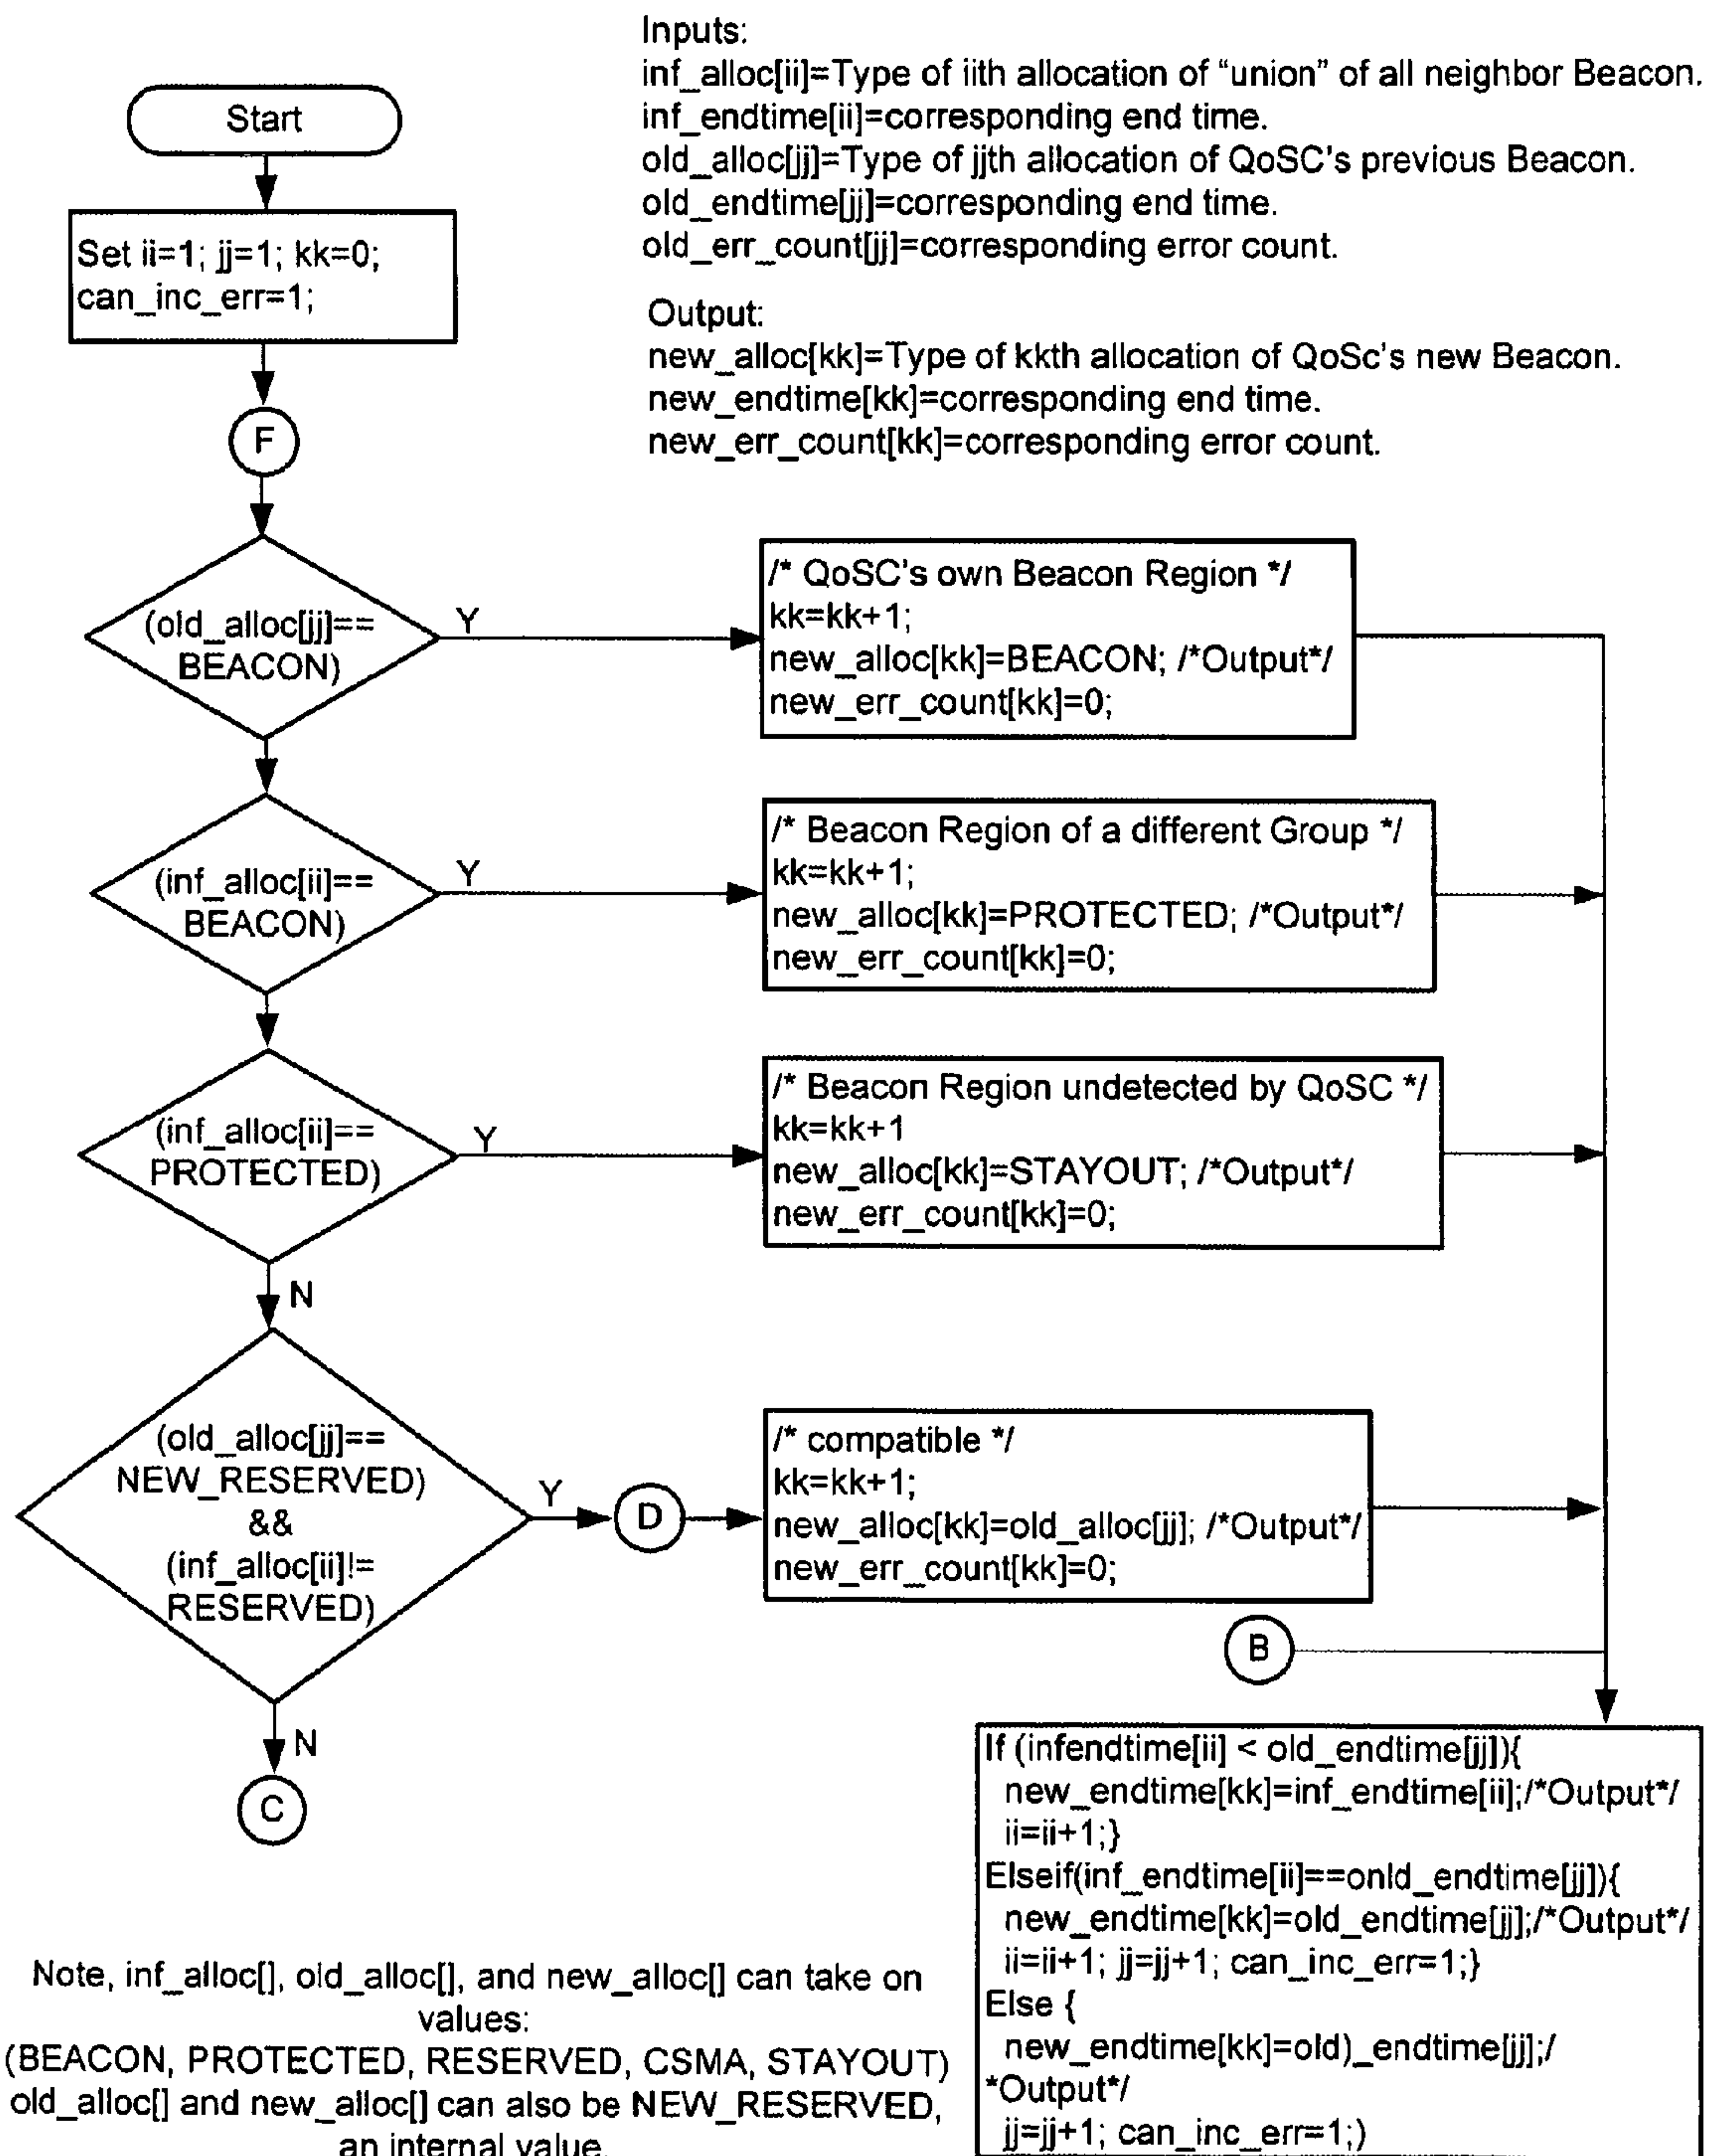 Inputs:
inf_alloc[ii]=Type of iith allocation of “union” of all neighbor Beacon.
inf_endtime[ii]=corresponding end time.
old_alloc[jj]=Type of jjth allocation of QoSC's previous Beacon.
old_endtime[jj]=corresponding end time.
old_err_count[jj]=corresponding error count.
Output:
new_alloc[kk]=Type of kkth allocation of QoSc's new Beacon.
new_endtime[kk]=corresponding end time.
new_err_count[kk]=corresponding error count.
Start
Set ii=1; jj=1; kk=0;
can_inc_err=1;
F
(old_alloc[jj]==
BEACON)
Y
/* QoSC's own Beacon Region */
kk=kk+1;
new_alloc[kk]=BEACON; /*Output*/
new_err_count[kk]=0;
(inf_alloc[ii]==
BEACON)
Y
/* Beacon Region of a different Group */
kk=kk+1;
new_alloc[kk]=PROTECTED; /*Output*/
new_err_count[kk]=0;
(inf_alloc[ii]==
PROTECTED)
Y
/* Beacon Region undetected by QoSC */
kk=kk+1
new_alloc[kk]=STAYOUT; /*Output*/
new_err_count[kk]=0;
N
(old_alloc[jj]==
NEW_RESERVED)
&&
(inf_alloc[ii]!=
RESERVED)
Y
D
/* compatible */
kk=kk+1;
new_alloc[kk]=old_alloc[jj]; /*Output*/
new_err_count[kk]=0;
B
N
C
If (infendtime[ii] < old_endtime[jj]){
new_endtime[kk]=inf_endtime[ii];/*Output*/
ii=ii+1;}
Elseif(inf_endtime[ii]==onld_endtime[jj]){
new_endtime[kk]=old_endtime[jj];/*Output*/
ii=ii+1; jj=jj+1; can_inc_err=1;}
Else {
new_endtime[kk]=old)_endtime[jj];/
*Output*/
jj=jj+1; can_inc_err=1;)
Note, inf_alloc[], old_alloc[], and new_alloc[] can take on
values:
(BEACON, PROTECTED, RESERVED, CSMA, STAYOUT)
old_alloc[] and new_alloc[] can also be NEW_RESERVED,
an internal value.